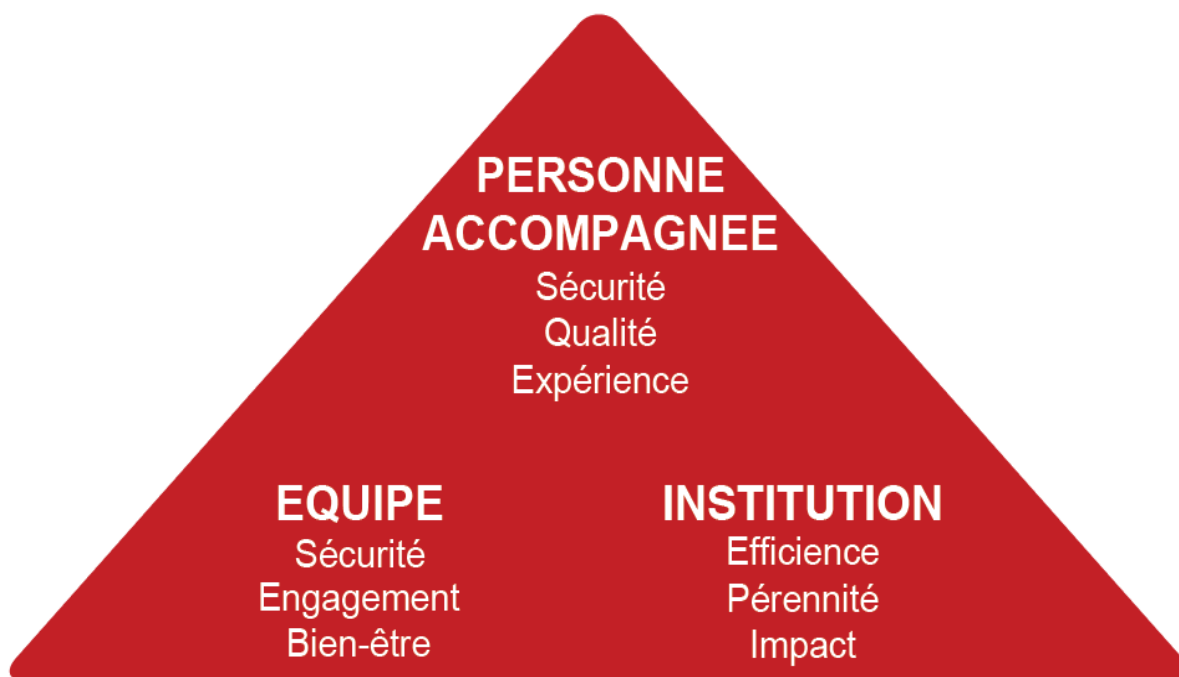 PERSONNE
ACCOMPAGNEE
Sécurité
Qualité
Expérience
EQUIPE
Sécurité
Engagement
Bien-être
INSTITUTION
Efficience
Pérennité
Impact